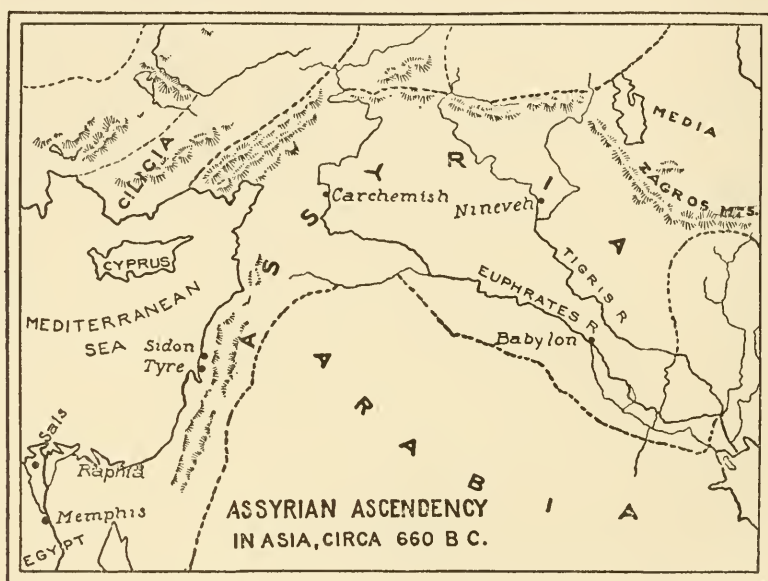 MEDIA
CILICIA
ASSYRIA
ZAGROS MTS.
Carchemish
Nineveh
CYPRUS
TIGRIS R
EUPHRATES R
MEDITERRANEAN
SEA
Sidon
Tyre
Babylon
ARABIA
Sais
Raphia
Memphis
EGYPT
ASSYRIAN ASCENDENCY
IN ASIA, CIRCA 660 B C.